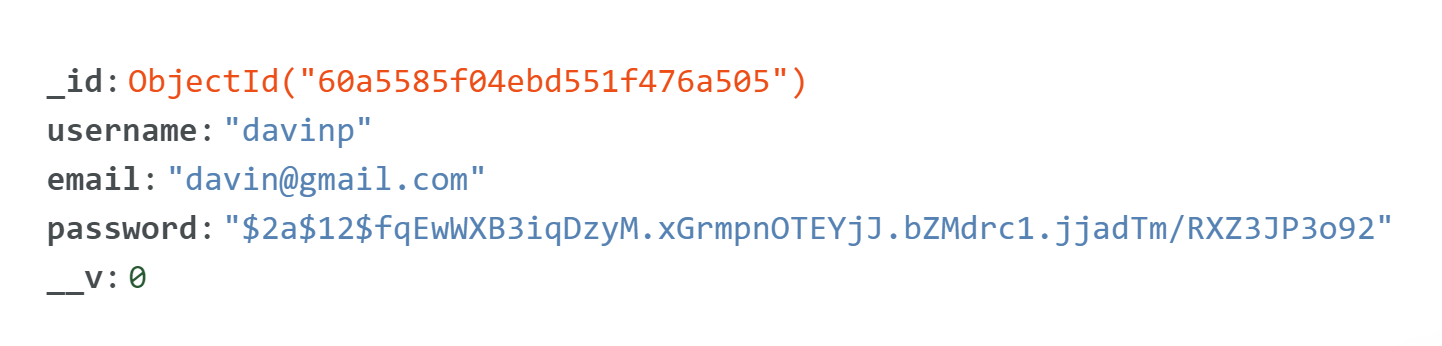 _id: ObjectId("60a5585f04ebd551f476a505")
username: "davinp"
email: "davin@gmail.com"
password: "$2a$12$fqEwWXB3iqDzyM.xGrmpnOTEYjJ.bZMdrc1.jjadTm/RXZ3JP3o92"
__v: 0